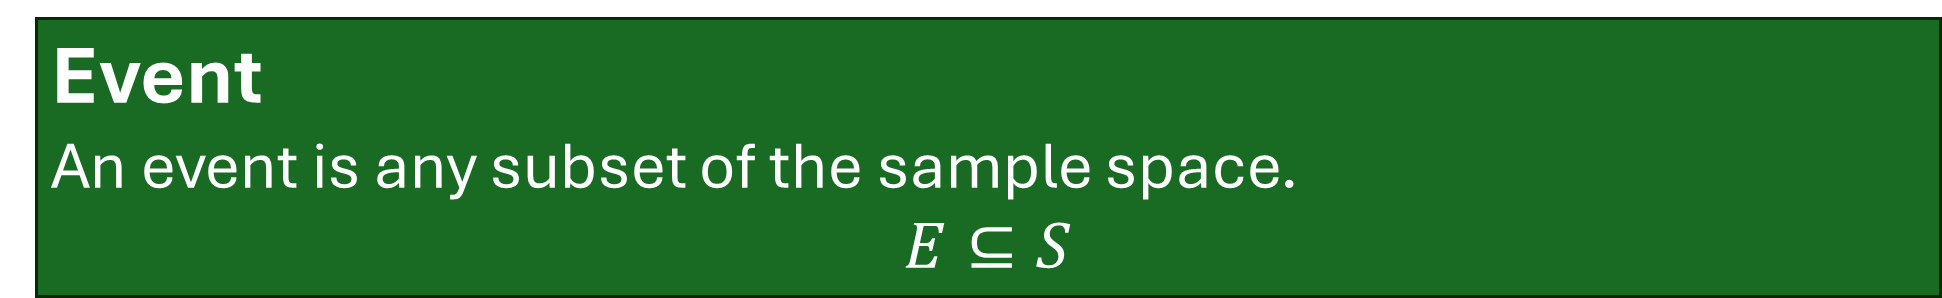 Event
An event is any subset of the sample space.
E ⊆ S